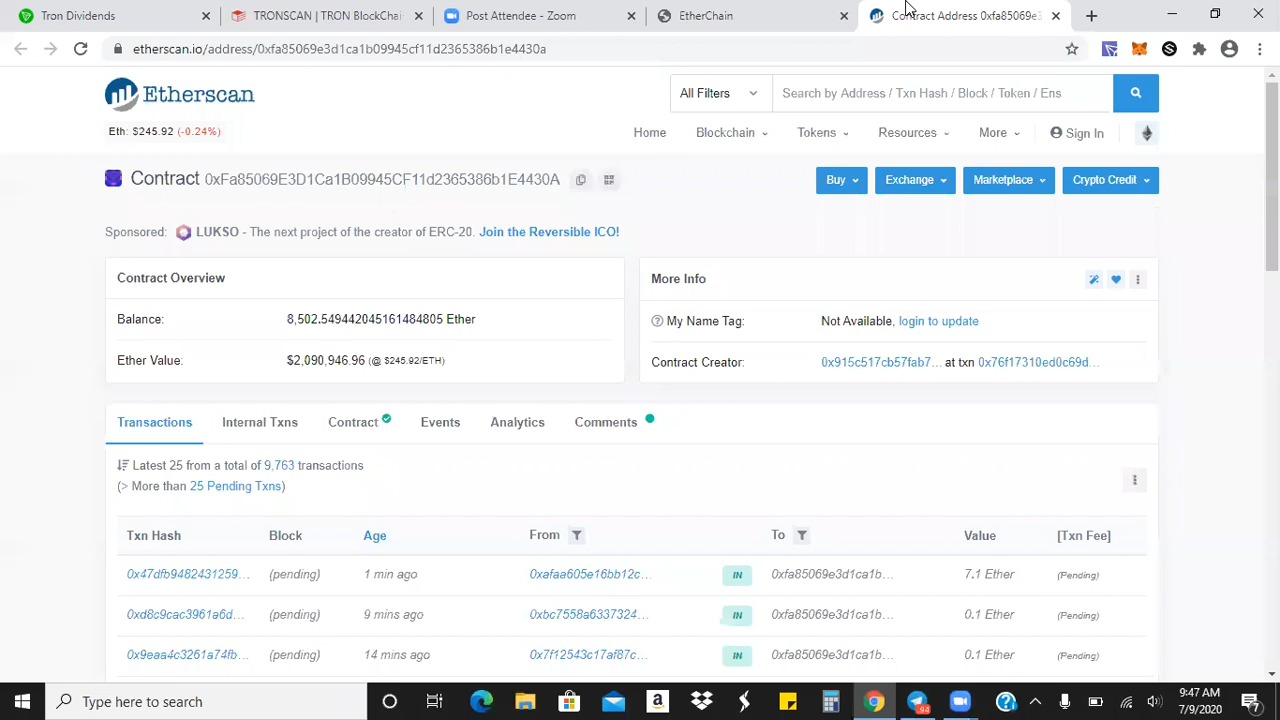 Tron Dividends
TRONSCAN | TRON BlockChain
Post Attendee - Zoom
EtherChain
Contract Address 0xfa85069e3
etherscan.io/address/0xfa85069e3d1ca1b09945cf11d2365386b1e4430a
Etherscan
All Filters
Search by Address / Txn Hash / Block / Token / Ens
Eth: $245.92 (-0.24%)
Home Blockchain Tokens Resources More Sign In
Contract 0xFa85069E3D1Ca1B09945CF11d2365386b1E4430A
Buy Exchange Marketplace Crypto Credit
Sponsored: LUKSO - The next project of the creator of ERC-20. Join the Reversible ICO!
Contract Overview
Balance: 8,502.549442045161484805 Ether
Ether Value: $2,090,946.96 (@ $245.92/ETH)
More Info
My Name Tag: Not Available, login to update
Contract Creator: 0x915c517cb57fab7... at txn 0x76f17310ed0c69d...
Transactions Internal Txns Contract Events Analytics Comments
Latest 25 from a total of 9,763 transactions
(> More than 25 Pending Txns)
Txn Hash Block Age From To Value [Txn Fee]
0x47dfb9482431259... (pending) 1 min ago 0xafaa605e16bb12c... IN 0xfa85069e3d1ca1b... 7.1 Ether (Pending)
0xd8c9cac3961a6d... (pending) 9 mins ago 0xbc7558a6337324... IN 0xfa85069e3d1ca1b... 0.1 Ether (Pending)
0x9eaa4c3261a74fb... (pending) 14 mins ago 0x7f12543c17af87c... IN 0xfa85069e3d1ca1b... 0.1 Ether (Pending)
Type here to search
94
9:47 AM
7/9/2020
7